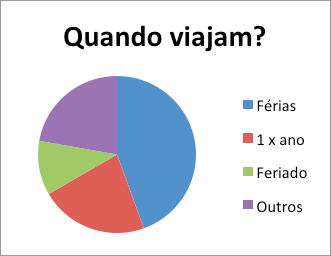 Quando viajam?
Férias
1 x ano
Feriado
Outros